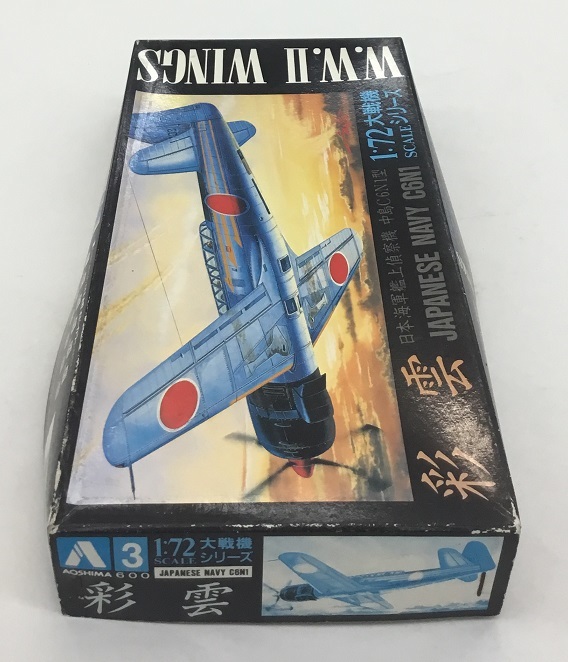 W.W.II WINGS
1:72 大戦機
SCALE シリーズ
日本海軍艦上偵察機 中島C6N1型
JAPANESE NAVY C6N1
彩雲
AOSHIMA
3
600
1:72 大戦機
SCALE シリーズ
JAPANESE NAVY C6N1
彩雲